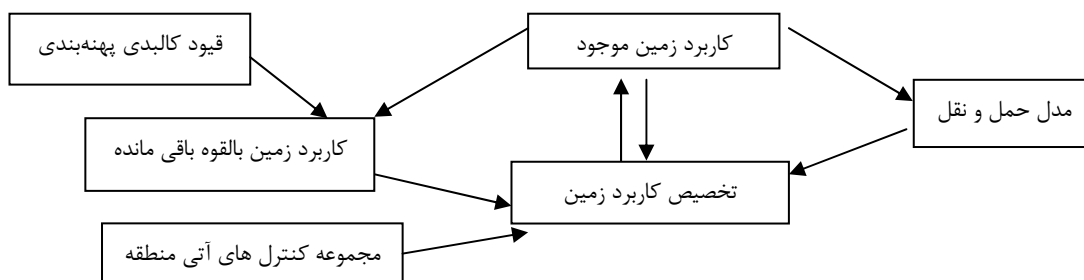 قیود کالبدی پهنه‌بندی
کاربرد زمین موجود
مدل حمل و نقل
کاربرد زمین بالقوه باقی مانده
تخصیص کاربرد زمین
مجموعه کنترل های آتی منطقه